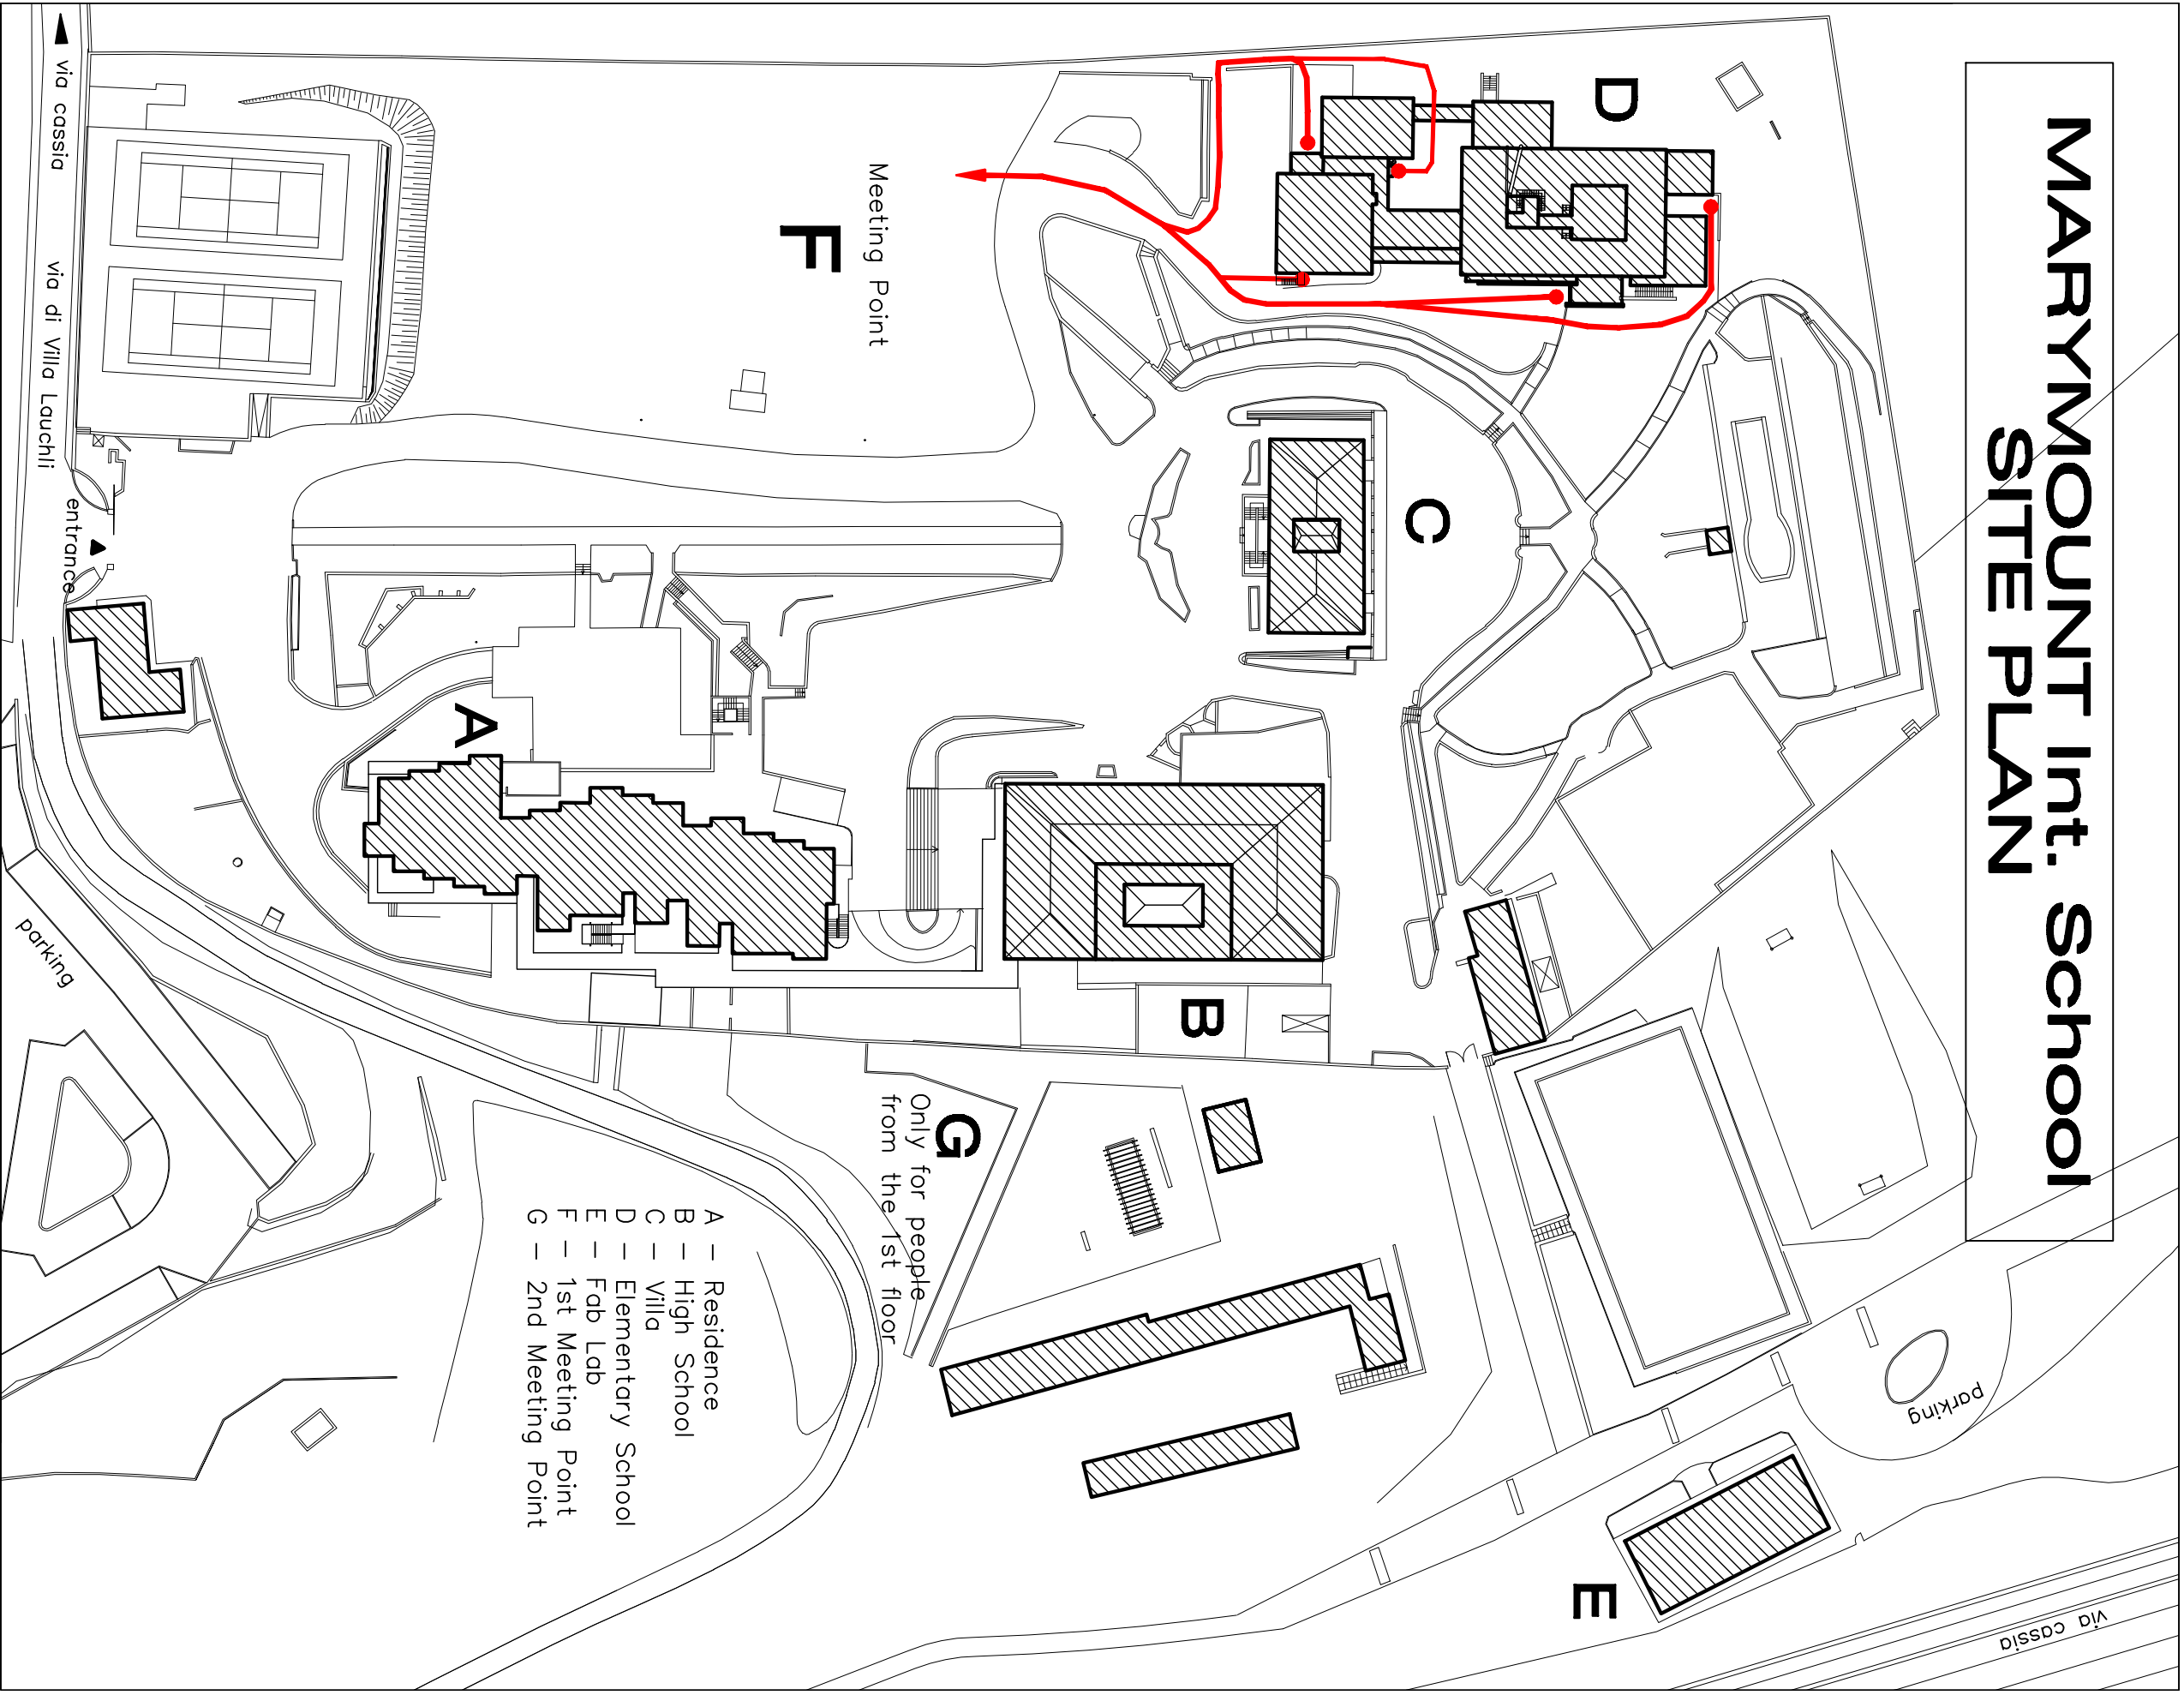 MARYMOUNT Int. School
SITE PLAN
D
C
F
Meeting Point
via cassia
via di Villa Lauchli
entrance
A
B
G
Only for people
from the 1st floor
parking
parking
E
via cassia
A – Residence
B – High School
C – Villa
D – Elementary School
E – Fab Lab
F – 1st Meeting Point
G – 2nd Meeting Point